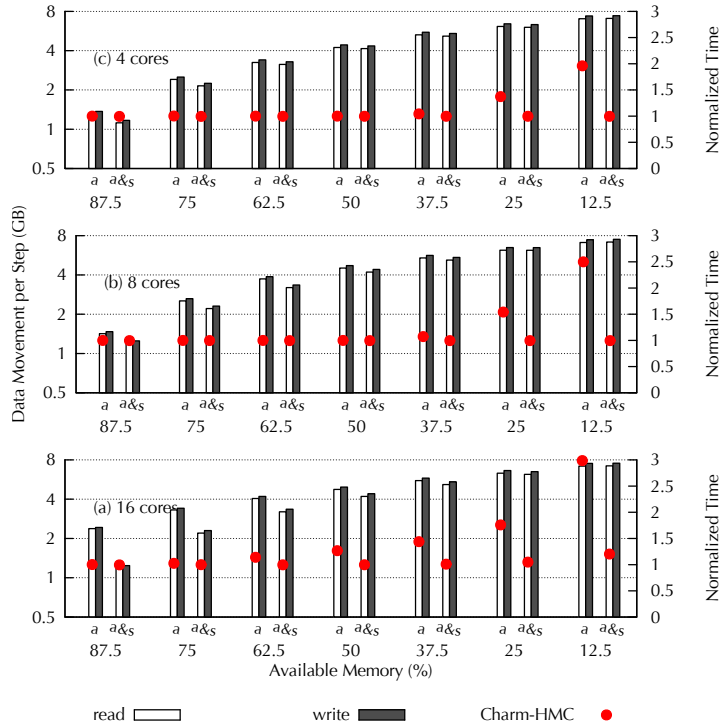 Data Movement per Step (GB)
8 4 2 1 0.5
(c) 4 cores
3 2.5 2 1.5 1 0.5 0
Normalized Time
a a&s a a&s a a&s a a&s a a&s a a&s a a&s
87.5 75 62.5 50 37.5 25 12.5
8 4 2 1 0.5
(b) 8 cores
3 2.5 2 1.5 1 0.5 0
Normalized Time
a a&s a a&s a a&s a a&s a a&s a a&s a a&s
87.5 75 62.5 50 37.5 25 12.5
8 4 2 1 0.5
(a) 16 cores
3 2.5 2 1.5 1 0.5 0
Normalized Time
a a&s a a&s a a&s a a&s a a&s a a&s a a&s
87.5 75 62.5 50 37.5 25 12.5
Available Memory (%)
read write Charm-HMC